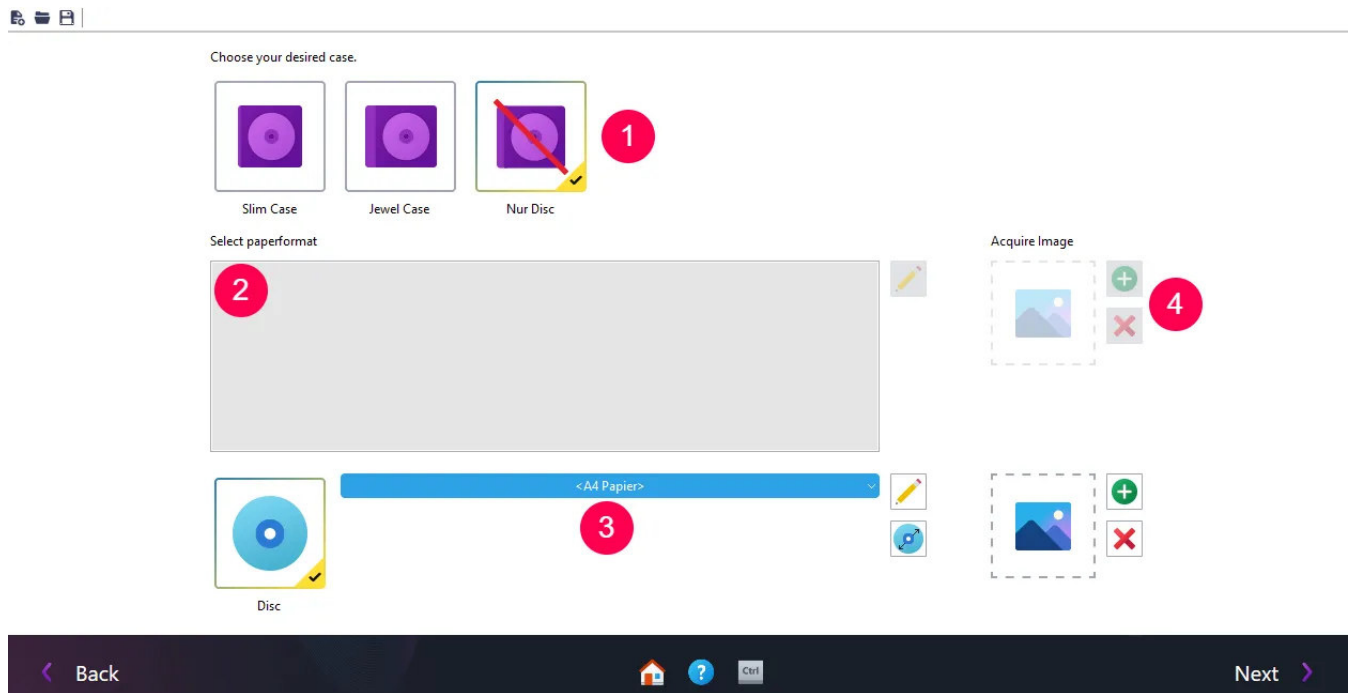 Choose your desired case.
1
Slim Case Jewel Case Nur Disc
Select paperformat Acquire Image
2
4
<A4 Papier>
3
Disc
Back ? Ctrl Next